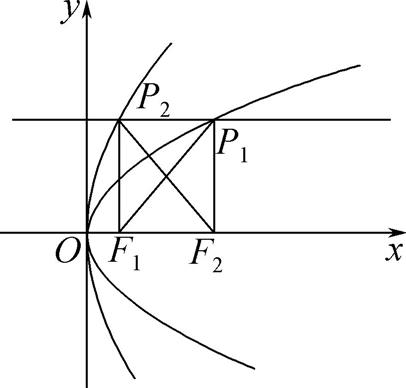 y
P₂
P₁
O F₁ F₂ x